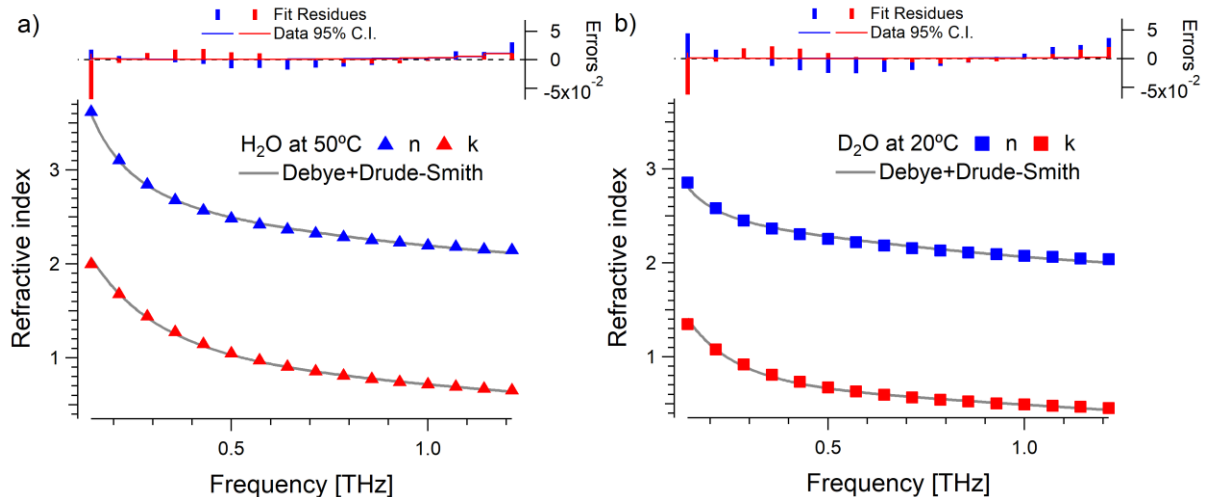 a)
Fit Residues
Data 95% C.I.
5
0
-5x10⁻²
Errors
H₂O at 50ºC n k
Debye+Drude-Smith
3
2
1
Refractive index
0.5
1.0
Frequency [THz]
b)
Fit Residues
Data 95% C.I.
5
0
-5x10⁻²
Errors
D₂O at 20ºC n k
Debye+Drude-Smith
3
2
1
Refractive index
0.5
1.0
Frequency [THz]